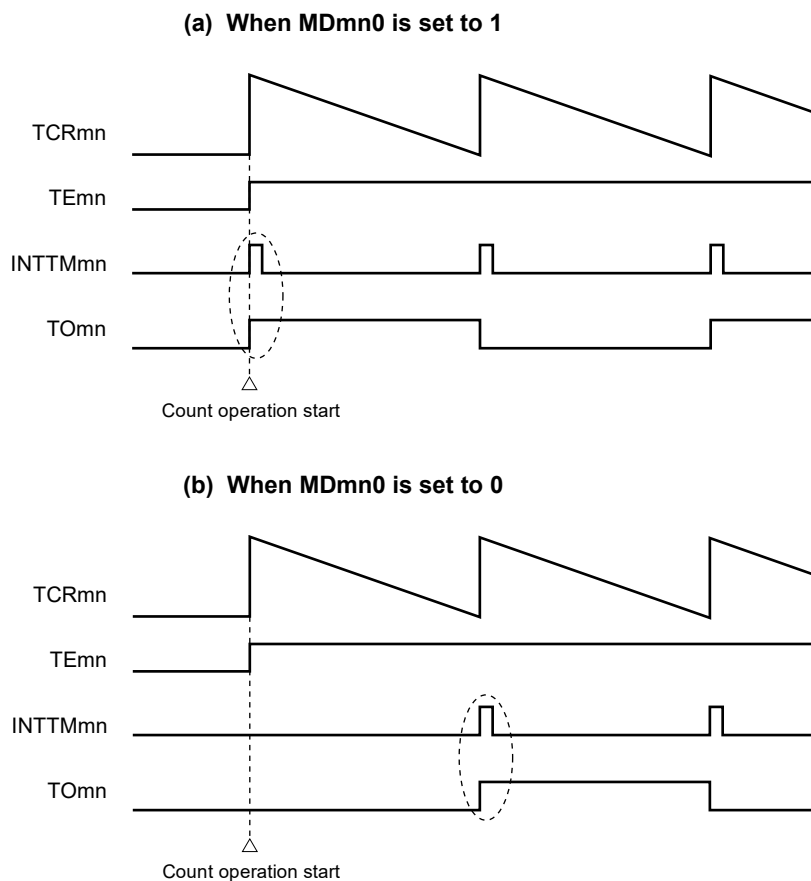 (a) When MDmn0 is set to 1
TCRmn
TEmn
INTTMmn
TOmn
Count operation start
(b) When MDmn0 is set to 0
TCRmn
TEmn
INTTMmn
TOmn
Count operation start